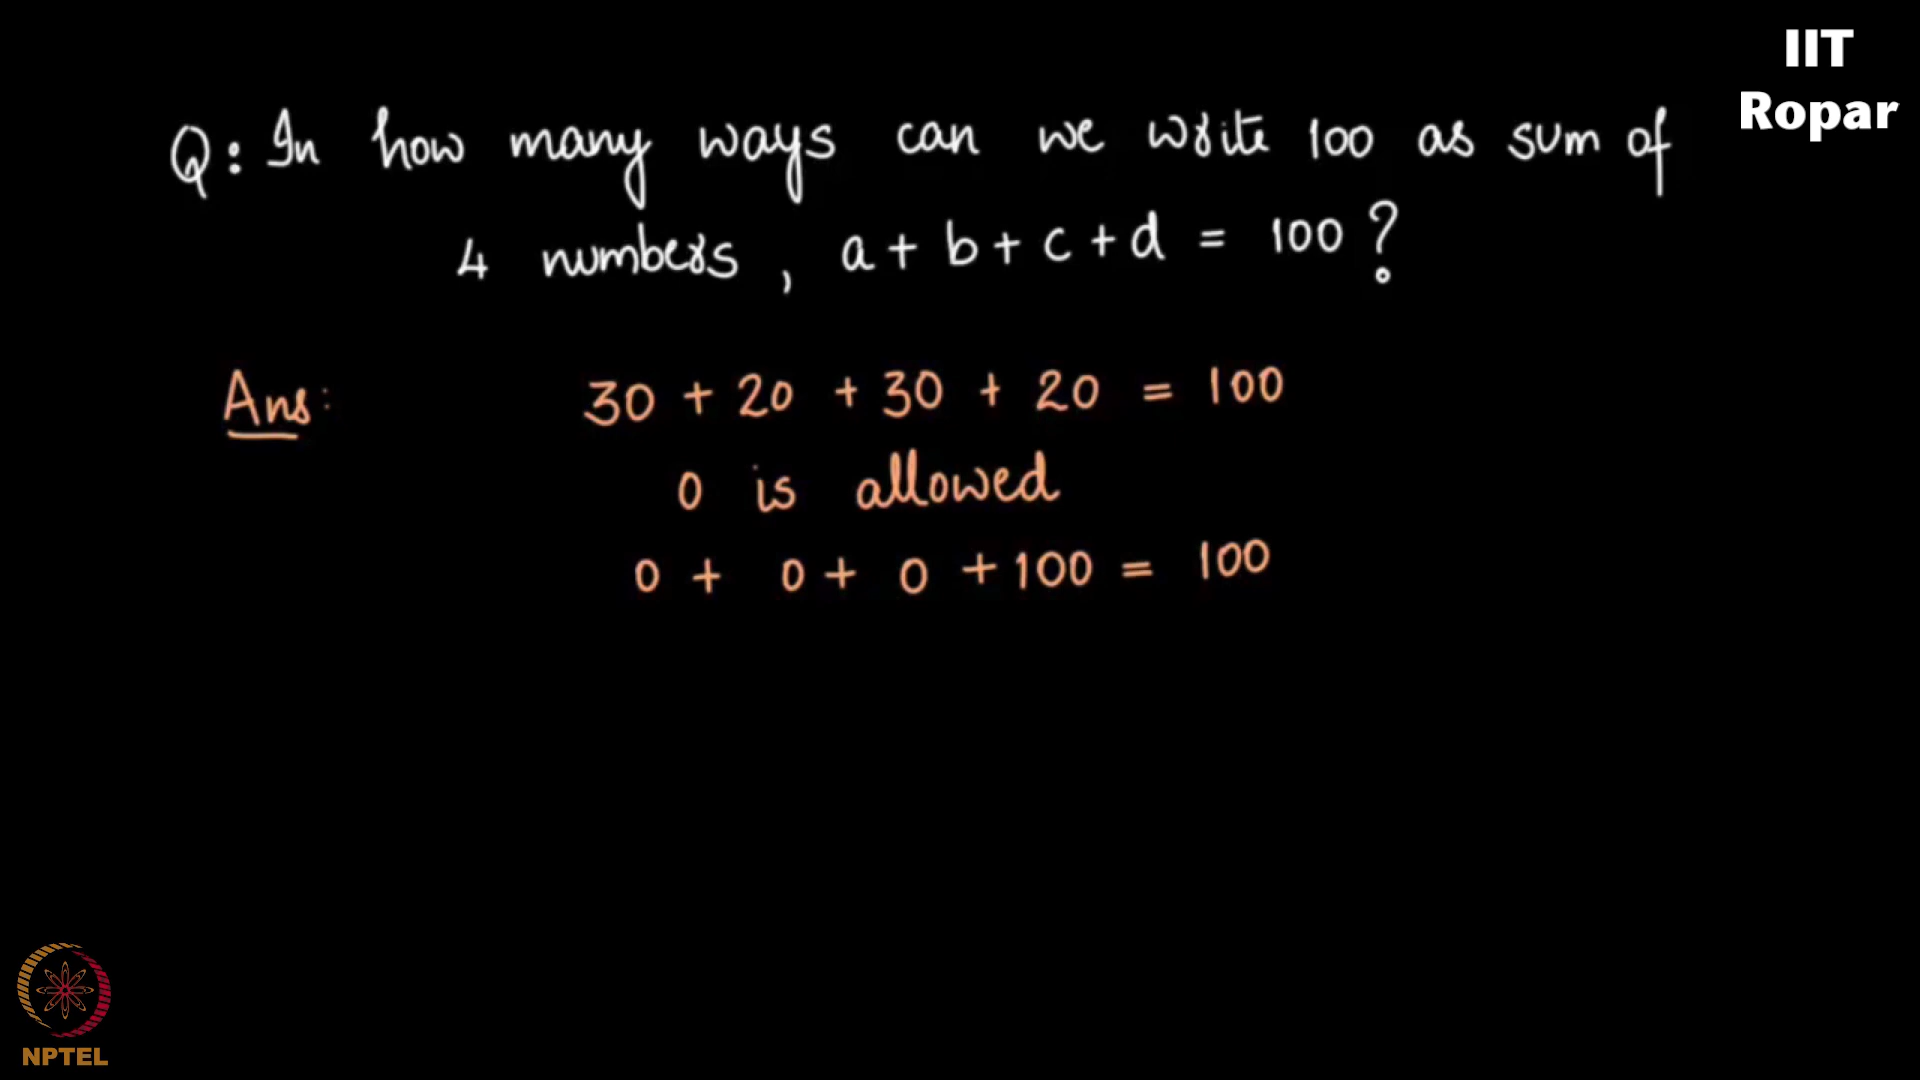 IIT
Ropar
Q: In how many ways can we write 100 as sum of
4 numbers, a + b + c + d = 100 ?
Ans: 30 + 20 + 30 + 20 = 100
0 is allowed
0 + 0 + 0 + 100 = 100
NPTEL